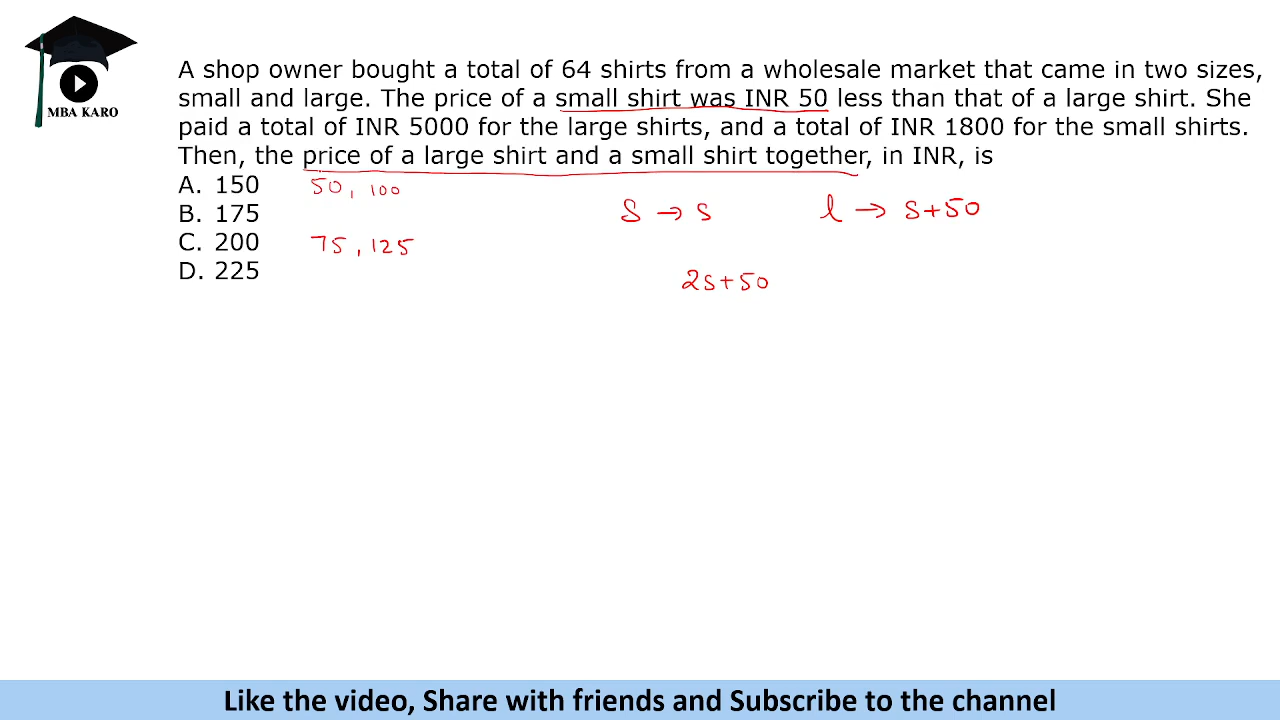 MBA KARO
A shop owner bought a total of 64 shirts from a wholesale market that came in two sizes,
small and large. The price of a small shirt was INR 50 less than that of a large shirt. She
paid a total of INR 5000 for the large shirts, and a total of INR 1800 for the small shirts.
Then, the price of a large shirt and a small shirt together, in INR, is
A. 150 50, 100
B. 175 S → s l → s+50
C. 200 75, 125
D. 225 2s+50
Like the video, Share with friends and Subscribe to the channel